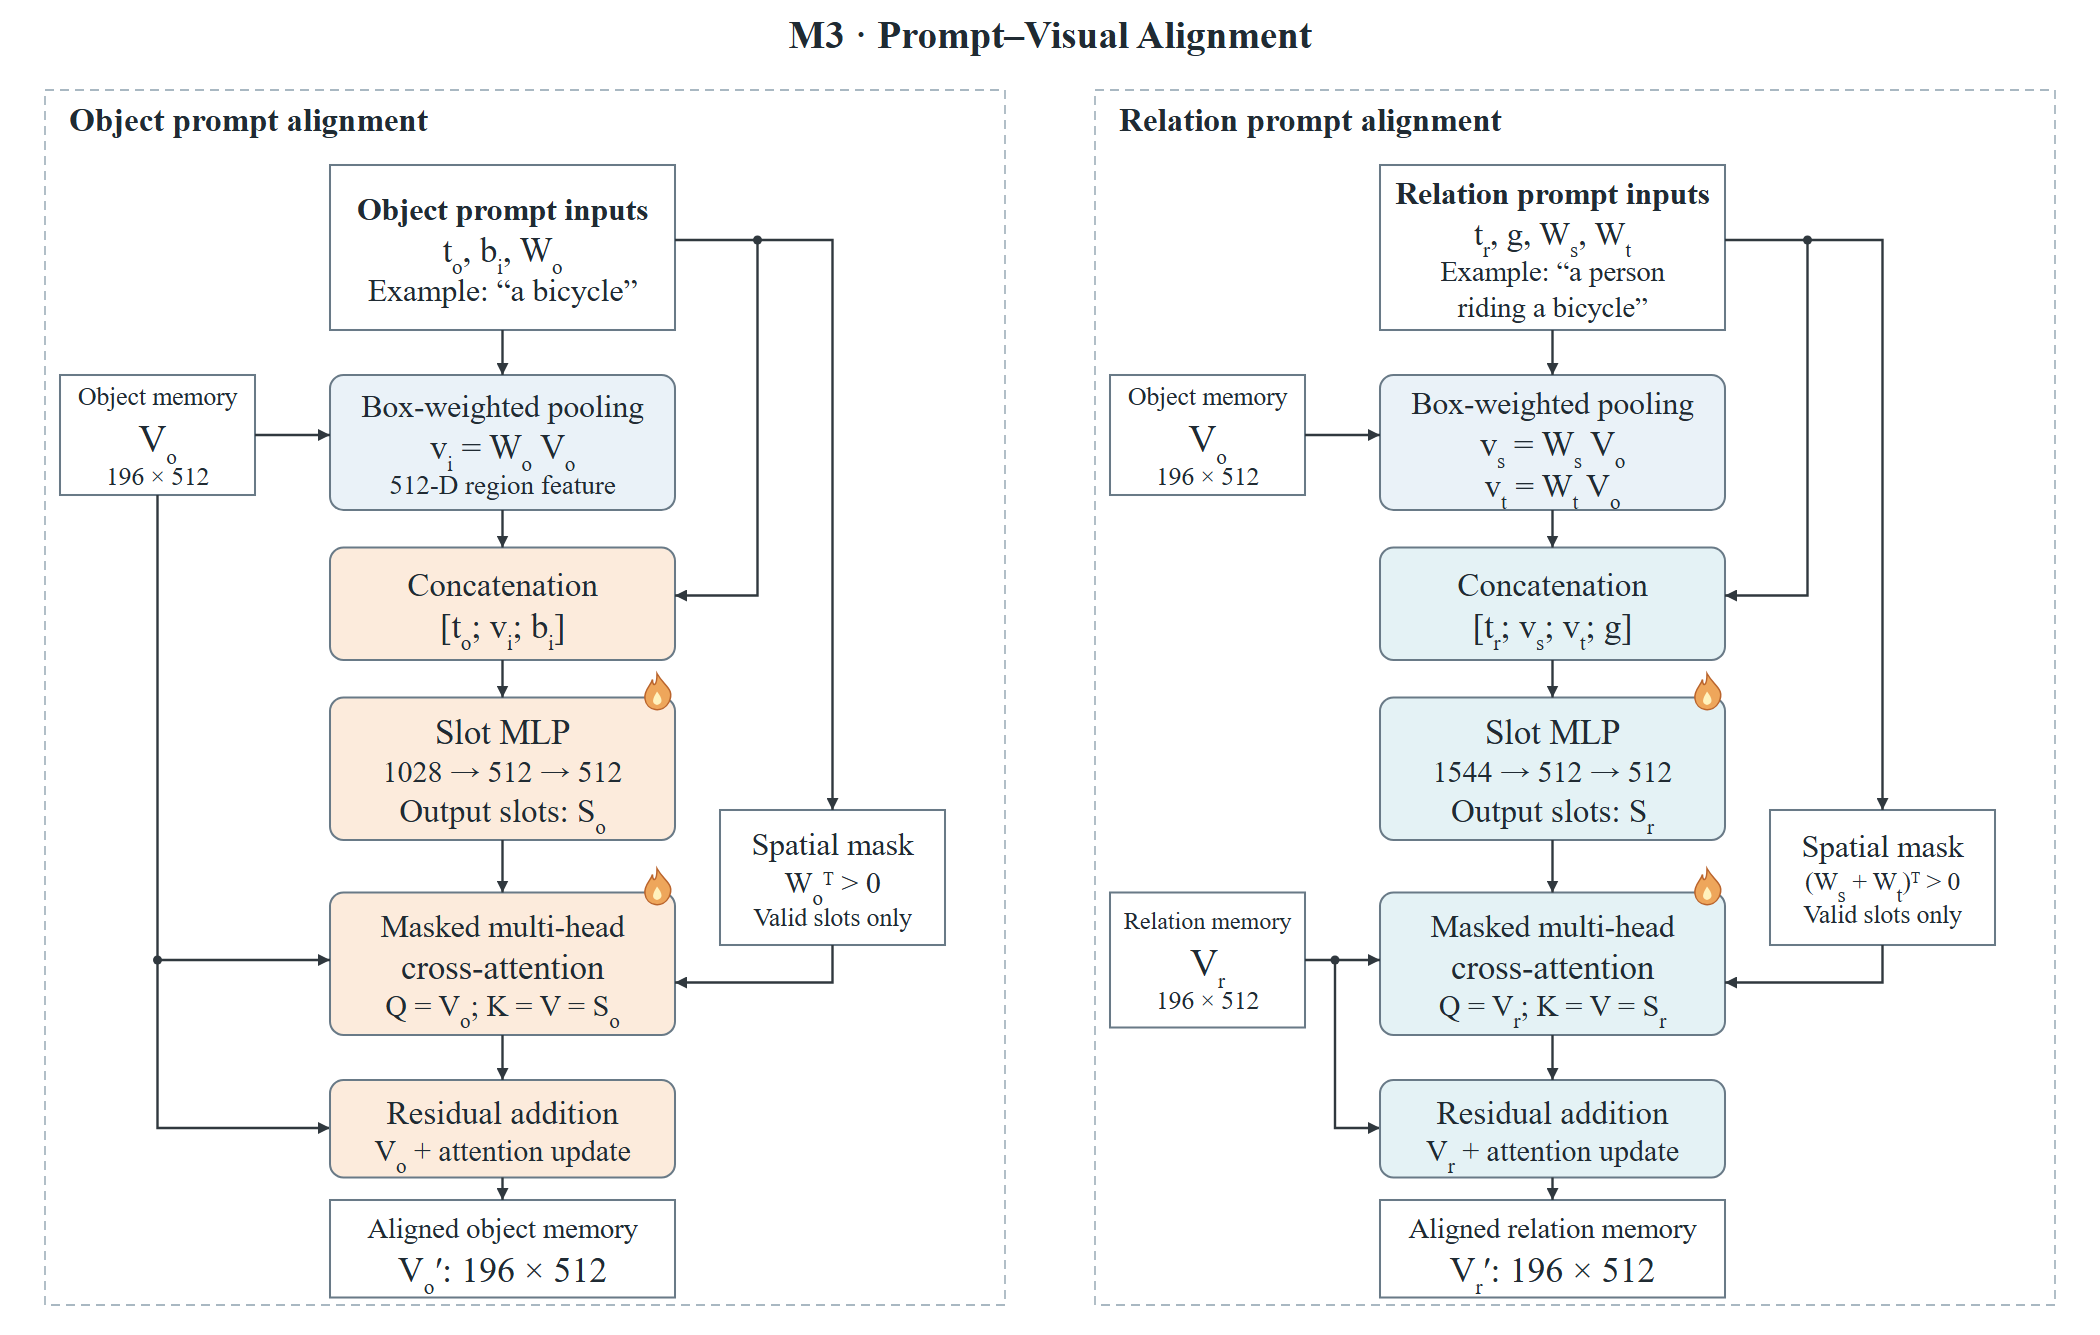 M3 · Prompt–Visual Alignment
Object prompt alignment
Object prompt inputs
t_o, b_i, W_o
Example: “a bicycle”
Object memory
V_o
196 × 512
Box-weighted pooling
v_i = W_o V_o
512-D region feature
Concatenation
[t_o; v_i; b_i]
Slot MLP
1028 → 512 → 512
Output slots: S_o
Spatial mask
W_o^T > 0
Valid slots only
Masked multi-head
cross-attention
Q = V_o; K = V = S_o
Residual addition
V_o + attention update
Aligned object memory
V_o′: 196 × 512
Relation prompt alignment
Relation prompt inputs
t_r, g, W_s, W_t
Example: “a person
riding a bicycle”
Object memory
V_o
196 × 512
Box-weighted pooling
v_s = W_s V_o
v_t = W_t V_o
Concatenation
[t_r; v_s; v_t; g]
Slot MLP
1544 → 512 → 512
Output slots: S_r
Spatial mask
(W_s + W_t)^T > 0
Valid slots only
Relation memory
V_r
196 × 512
Masked multi-head
cross-attention
Q = V_r; K = V = S_r
Residual addition
V_r + attention update
Aligned relation memory
V_r′: 196 × 512